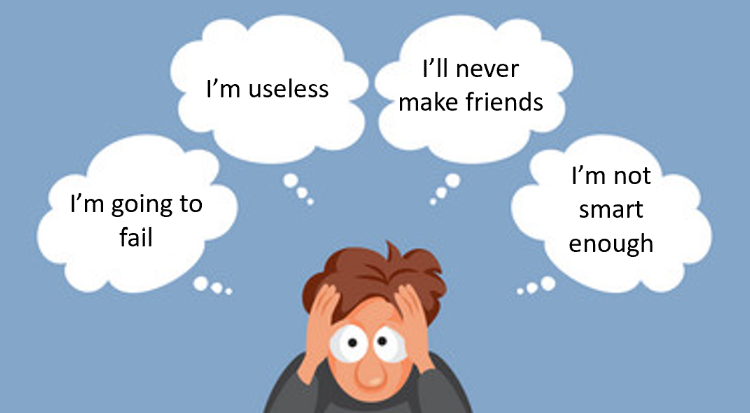 I’m going to
fail
I’m useless
I’ll never
make friends
I’m not
smart
enough